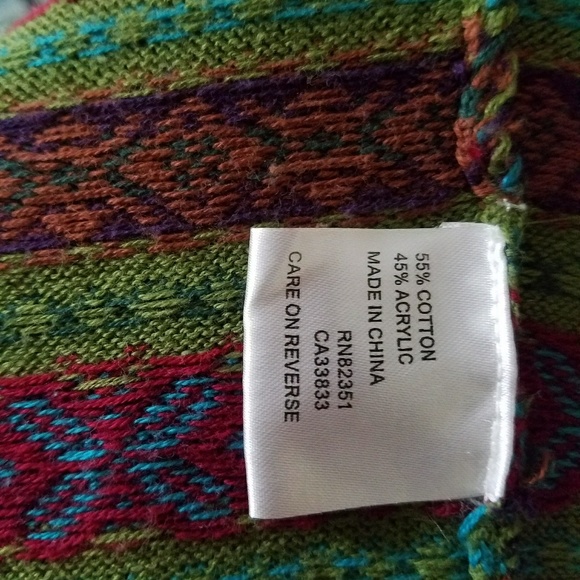 55% COTTON
45% ACRYLIC
MADE IN CHINA
RN82351
CA33833
CARE ON REVERSE